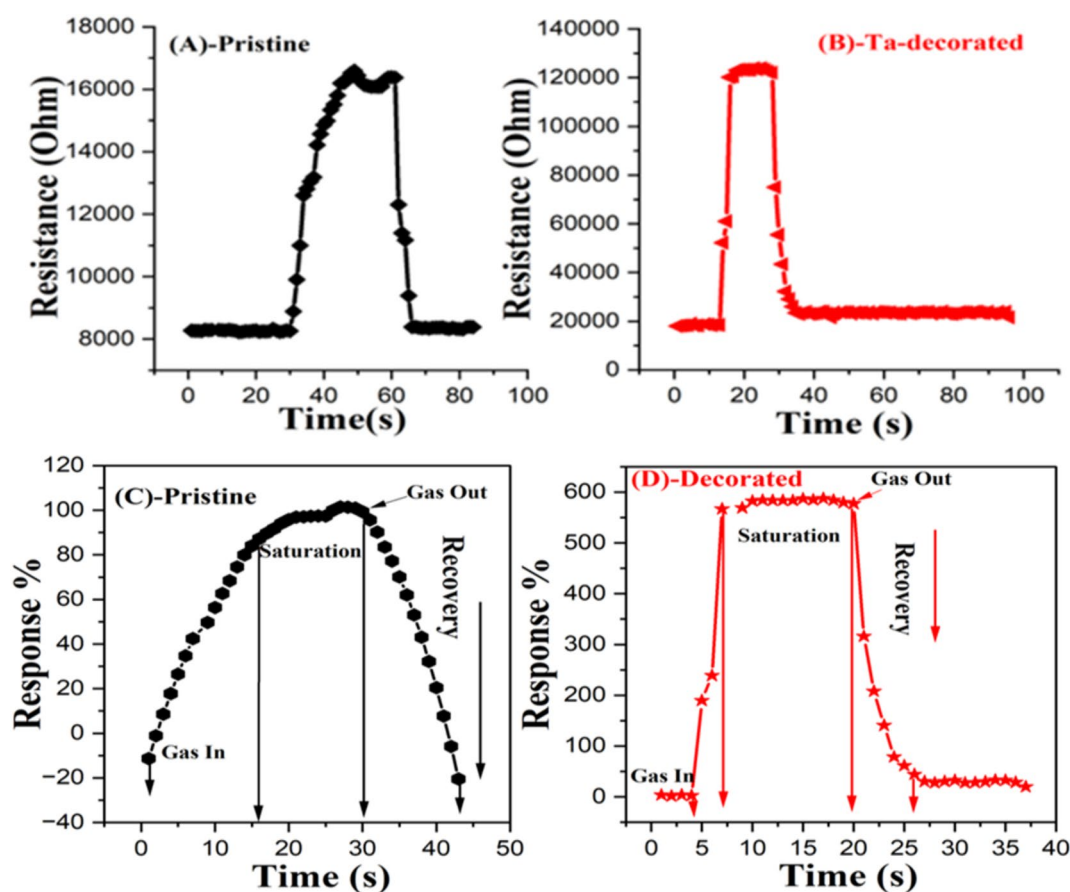 (A)-Pristine
18000
16000
14000
12000
10000
8000
Resistance (Ohm)
0 20 40 60 80 100
Time(s)
(B)-Ta-decorated
140000
120000
100000
80000
60000
40000
20000
0
Resistance (Ohm)
0 20 40 60 80 100
Time (s)
(C)-Pristine
120
100
80
60
40
20
0
−20
−40
Response %
Gas Out
Saturation
Recovery
Gas In
0 10 20 30 40 50
Time (s)
(D)-Decorated
600
500
400
300
200
100
0
Response %
Gas Out
Saturation
Recovery
Gas In
0 5 10 15 20 25 30 35 40
Time (s)